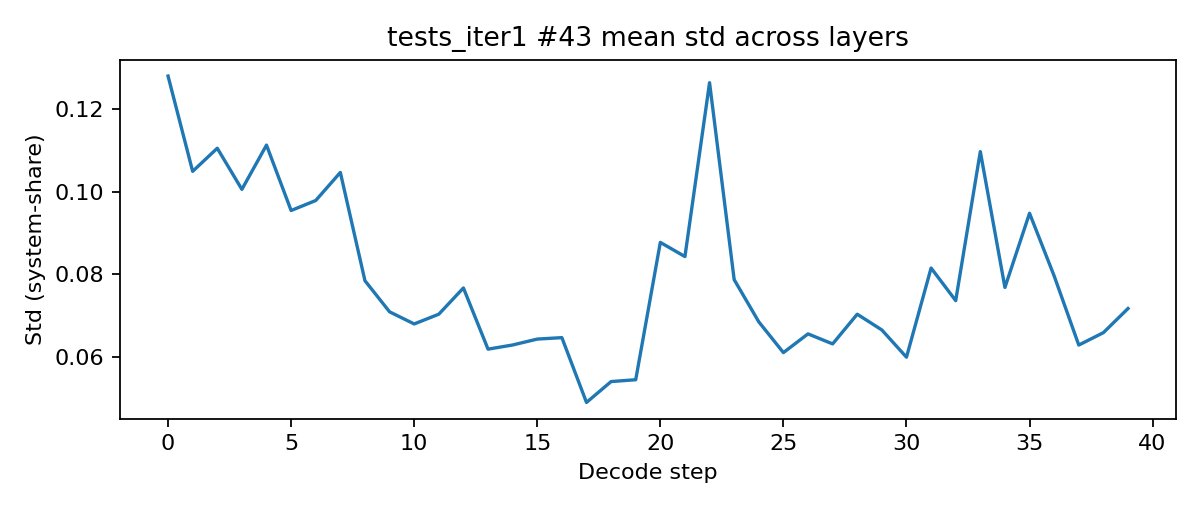 tests_iter1 #43 mean std across layers
Std (system-share)
0.12
0.10
0.08
0.06
0 5 10 15 20 25 30 35 40
Decode step